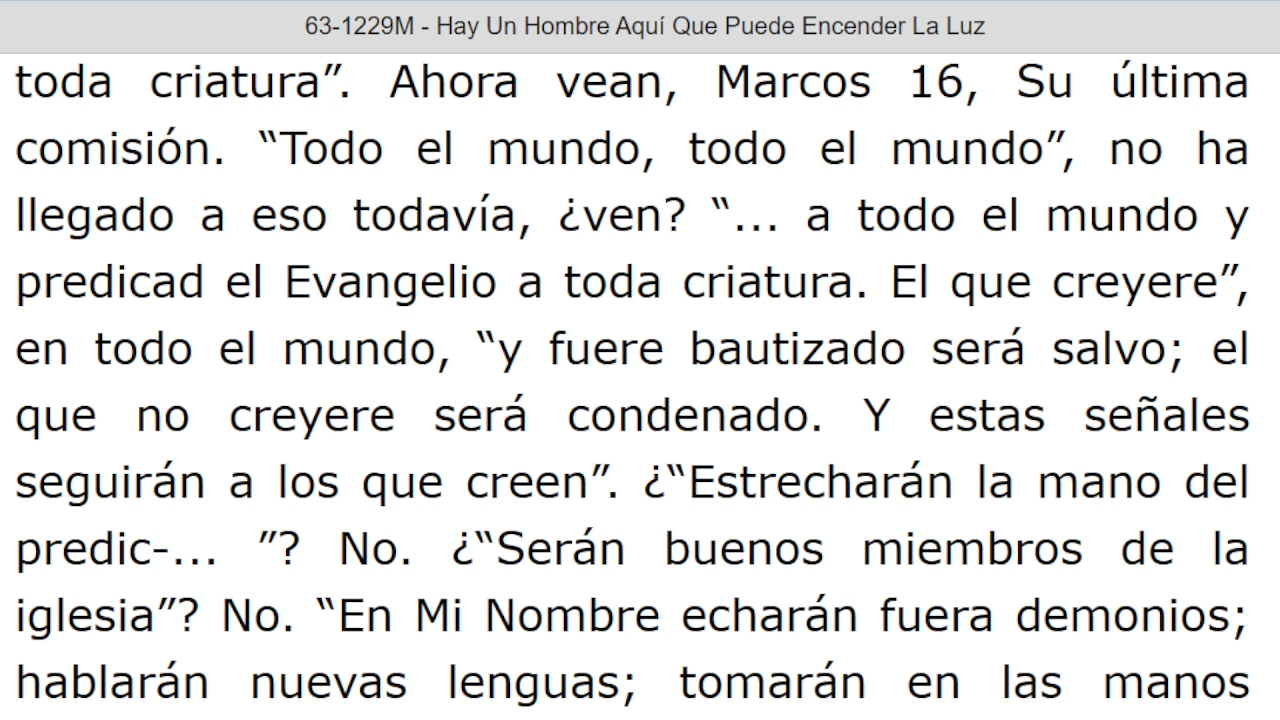 63-1229M - Hay Un Hombre Aquí Que Puede Encender La Luz
toda criatura”. Ahora vean, Marcos 16, Su última
comisión. “Todo el mundo, todo el mundo”, no ha
llegado a eso todavía, ¿ven? “... a todo el mundo y
predicad el Evangelio a toda criatura. El que creyere”,
en todo el mundo, “y fuere bautizado será salvo; el
que no creyere será condenado. Y estas señales
seguirán a los que creen”. ¿“Estrecharán la mano del
predic-... ”? No. ¿“Serán buenos miembros de la
iglesia”? No. “En Mi Nombre echarán fuera demonios;
hablarán nuevas lenguas; tomarán en las manos